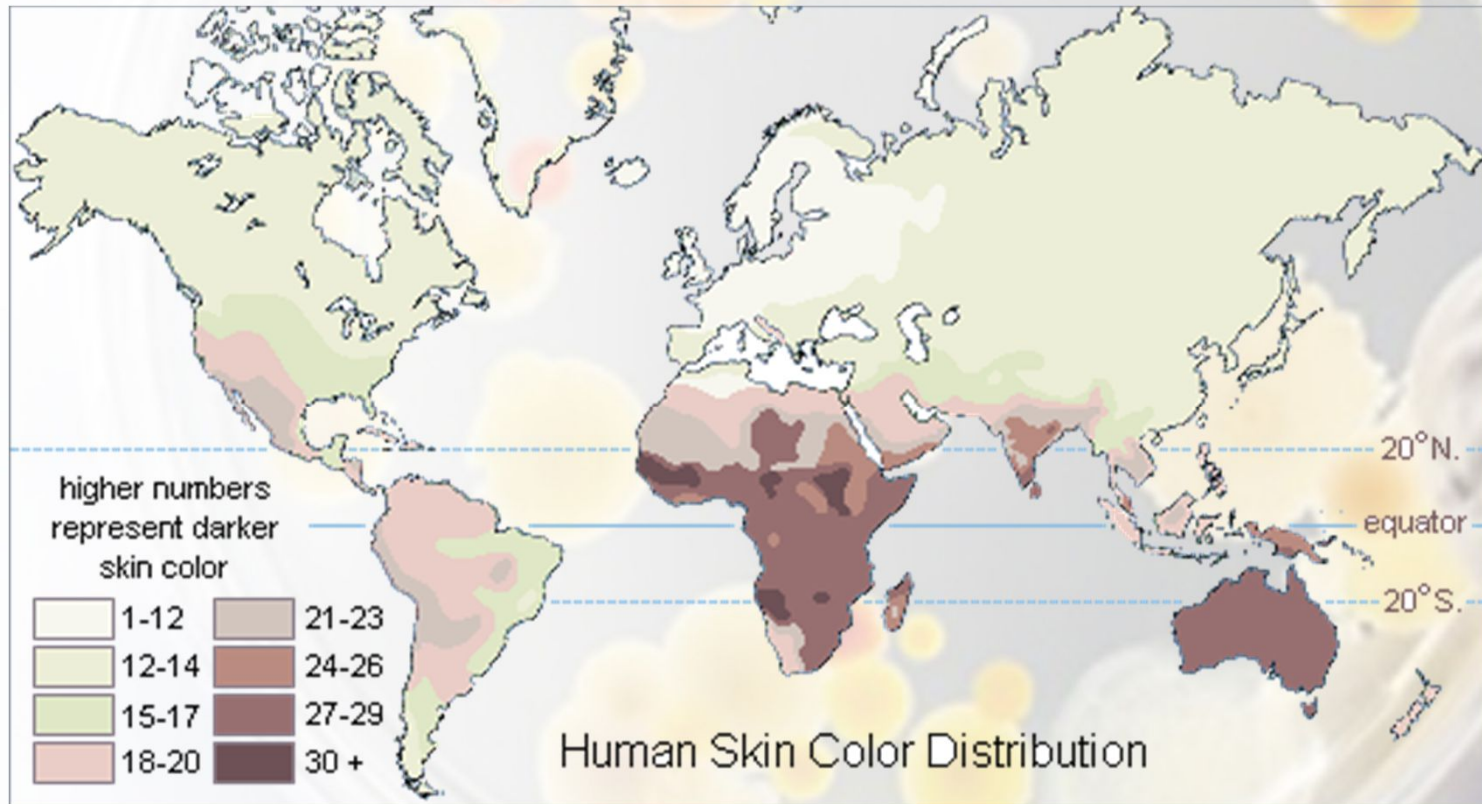 20°N.
higher numbers
represent darker
skin color
equator
20°S.
1-12
12-14
15-17
18-20
21-23
24-26
27-29
30 +
Human Skin Color Distribution